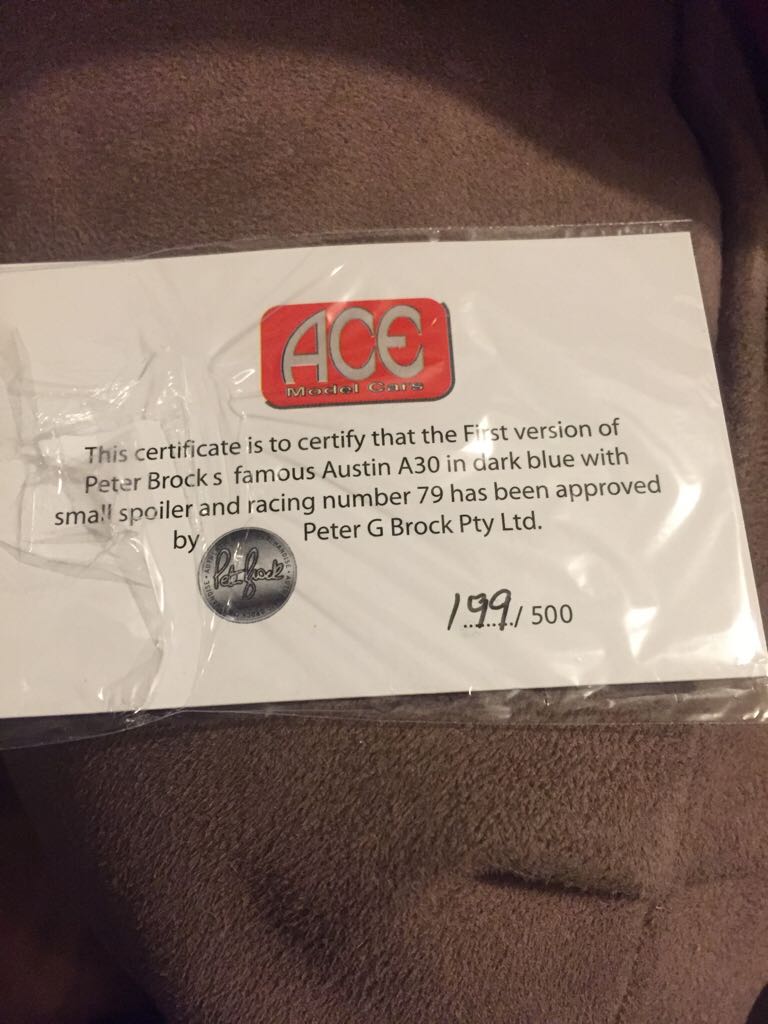 ACE
Model Cars
This certificate is to certify that the First version of
Peter Brock s famous Austin A30 in dark blue with
small spoiler and racing number 79 has been approved
by Peter G Brock Pty Ltd.
Peter Brock
199/ 500